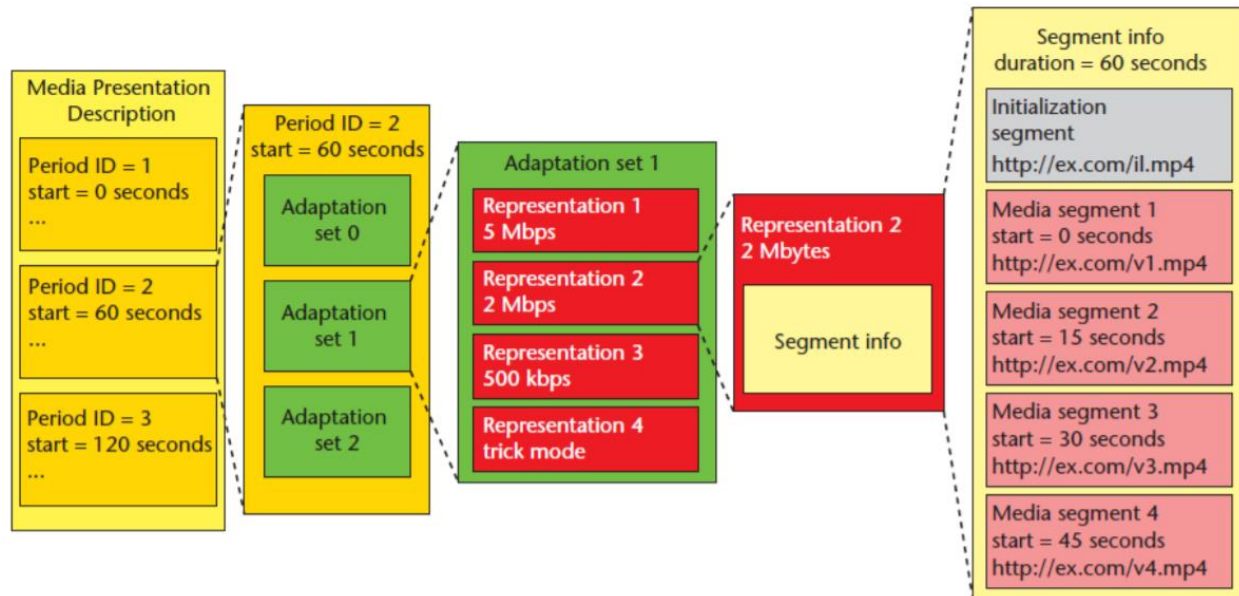 Media Presentation
Description
Period ID = 1
start = 0 seconds
...
Period ID = 2
start = 60 seconds
...
Period ID = 3
start = 120 seconds
...
Period ID = 2
start = 60 seconds
Adaptation
set 0
Adaptation
set 1
Adaptation
set 2
Adaptation set 1
Representation 1
5 Mbps
Representation 2
2 Mbps
Representation 3
500 kbps
Representation 4
trick mode
Representation 2
2 Mbytes
Segment info
Segment info
duration = 60 seconds
Initialization
segment
http://ex.com/il.mp4
Media segment 1
start = 0 seconds
http://ex.com/v1.mp4
Media segment 2
start = 15 seconds
http://ex.com/v2.mp4
Media segment 3
start = 30 seconds
http://ex.com/v3.mp4
Media segment 4
start = 45 seconds
http://ex.com/v4.mp4